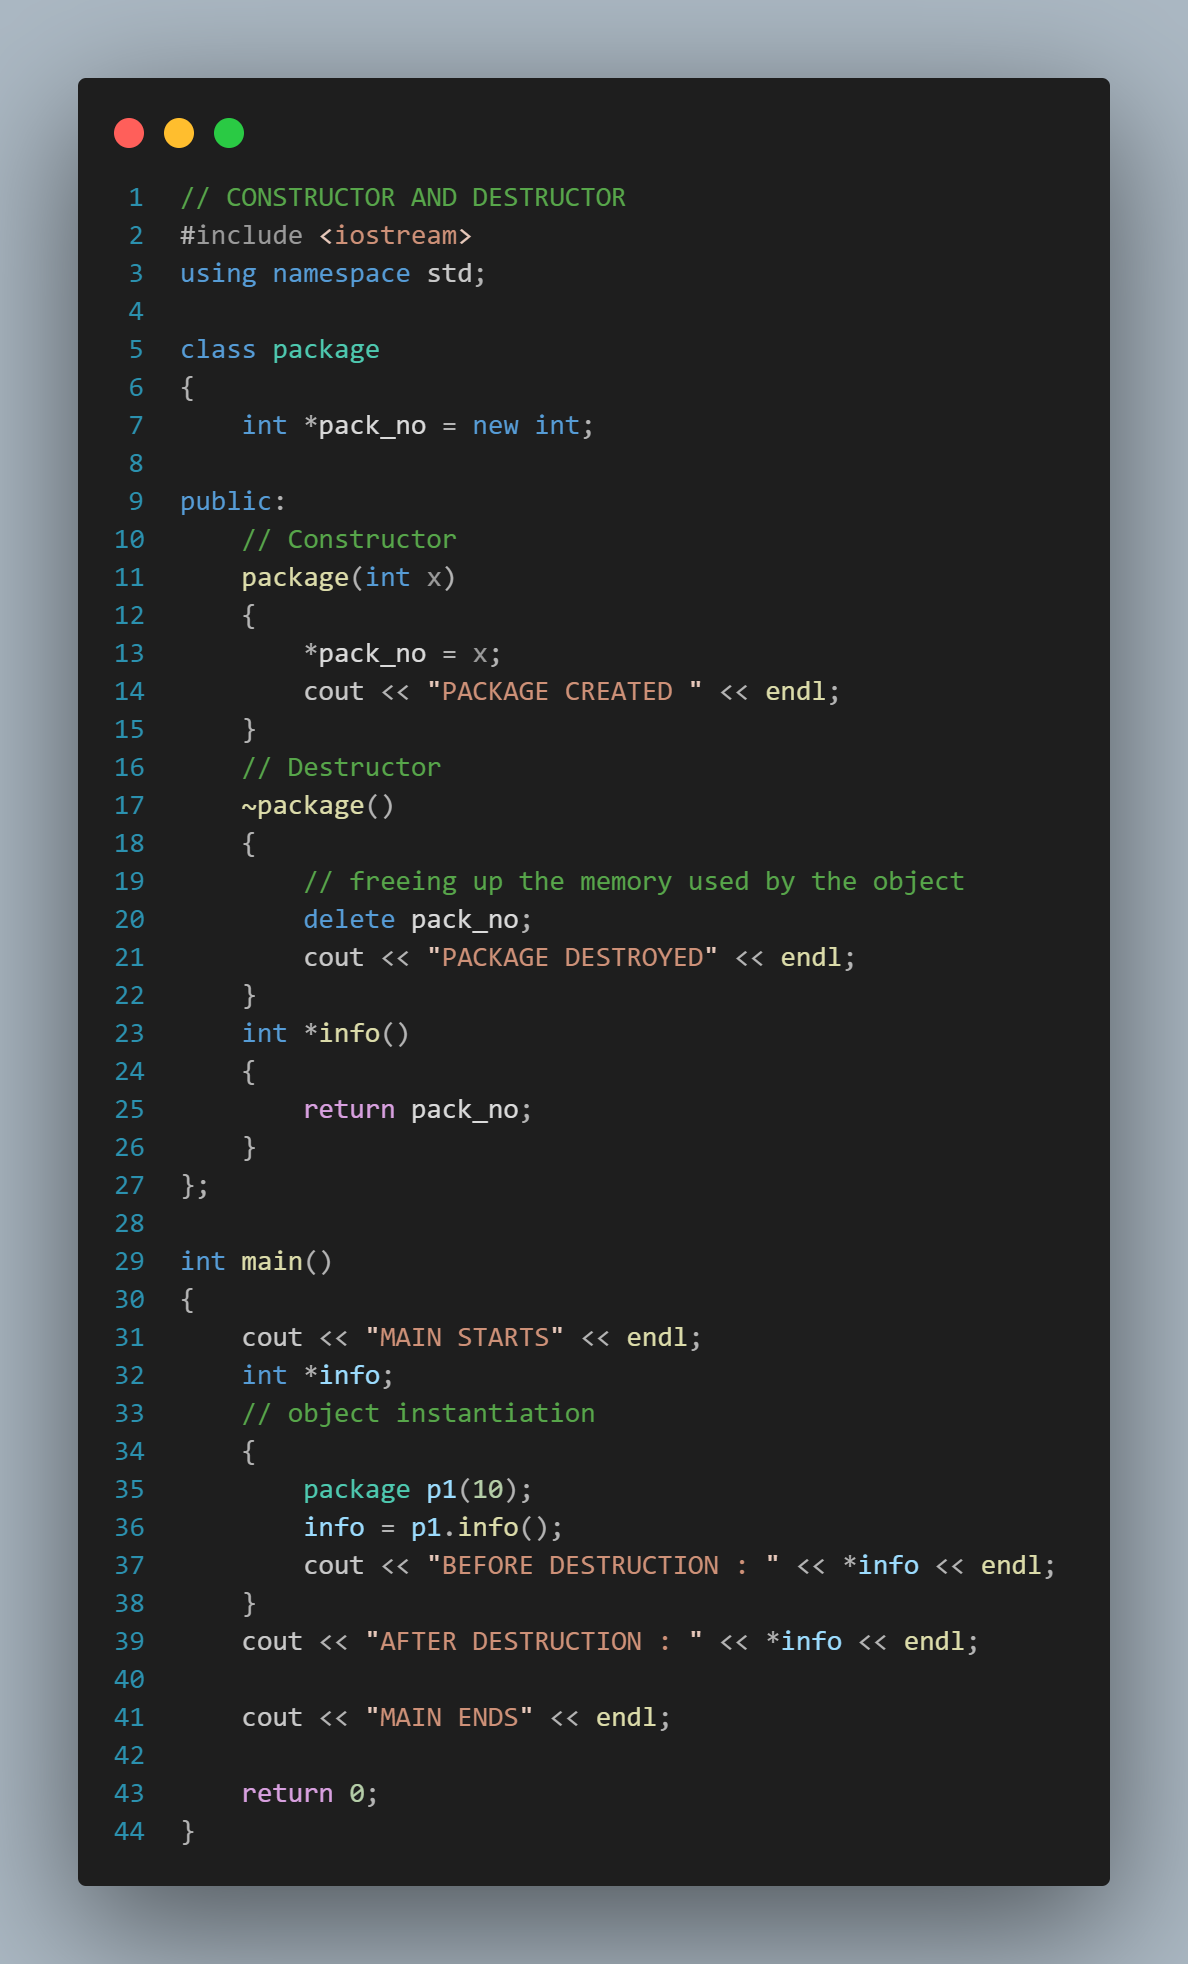 1 // CONSTRUCTOR AND DESTRUCTOR
2 #include <iostream>
3 using namespace std;
4
5 class package
6 {
7     int *pack_no = new int;
8
9 public:
10     // Constructor
11     package(int x)
12     {
13         *pack_no = x;
14         cout << "PACKAGE CREATED " << endl;
15     }
16     // Destructor
17     ~package()
18     {
19         // freeing up the memory used by the object
20         delete pack_no;
21         cout << "PACKAGE DESTROYED" << endl;
22     }
23     int *info()
24     {
25         return pack_no;
26     }
27 };
28
29 int main()
30 {
31     cout << "MAIN STARTS" << endl;
32     int *info;
33     // object instantiation
34     {
35         package p1(10);
36         info = p1.info();
37         cout << "BEFORE DESTRUCTION : " << *info << endl;
38     }
39     cout << "AFTER DESTRUCTION : " << *info << endl;
40
41     cout << "MAIN ENDS" << endl;
42
43     return 0;
44 }